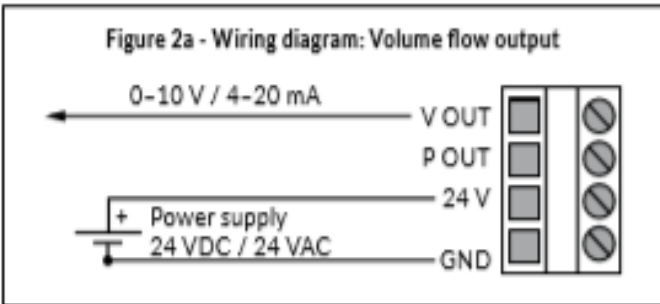 Figure 2a - Wiring diagram: Volume flow output
0-10 V / 4-20 mA
V OUT
P OUT
24 V
+ Power supply
24 VDC / 24 VAC
GND